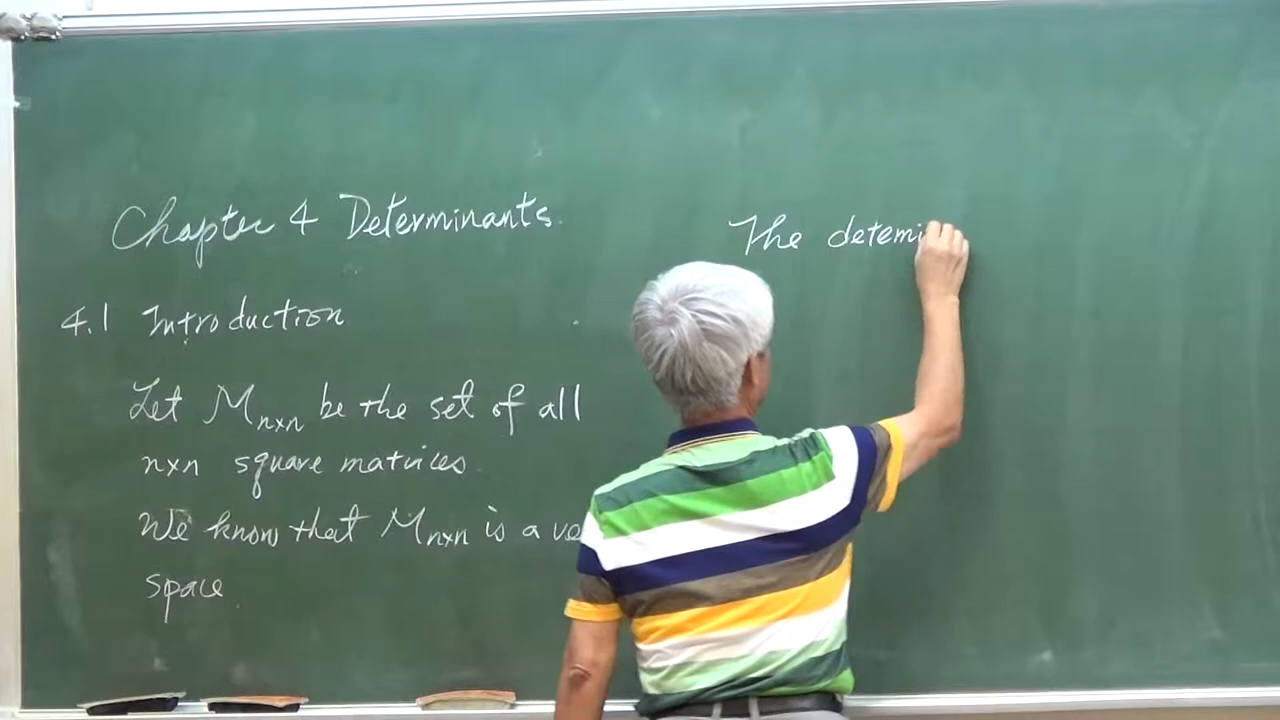 Chapter 4 Determinants.
4.1 Introduction
Let Mnxn be the set of all
nxn square matrices.
We know that Mnxn is a ve
space.
The detemi